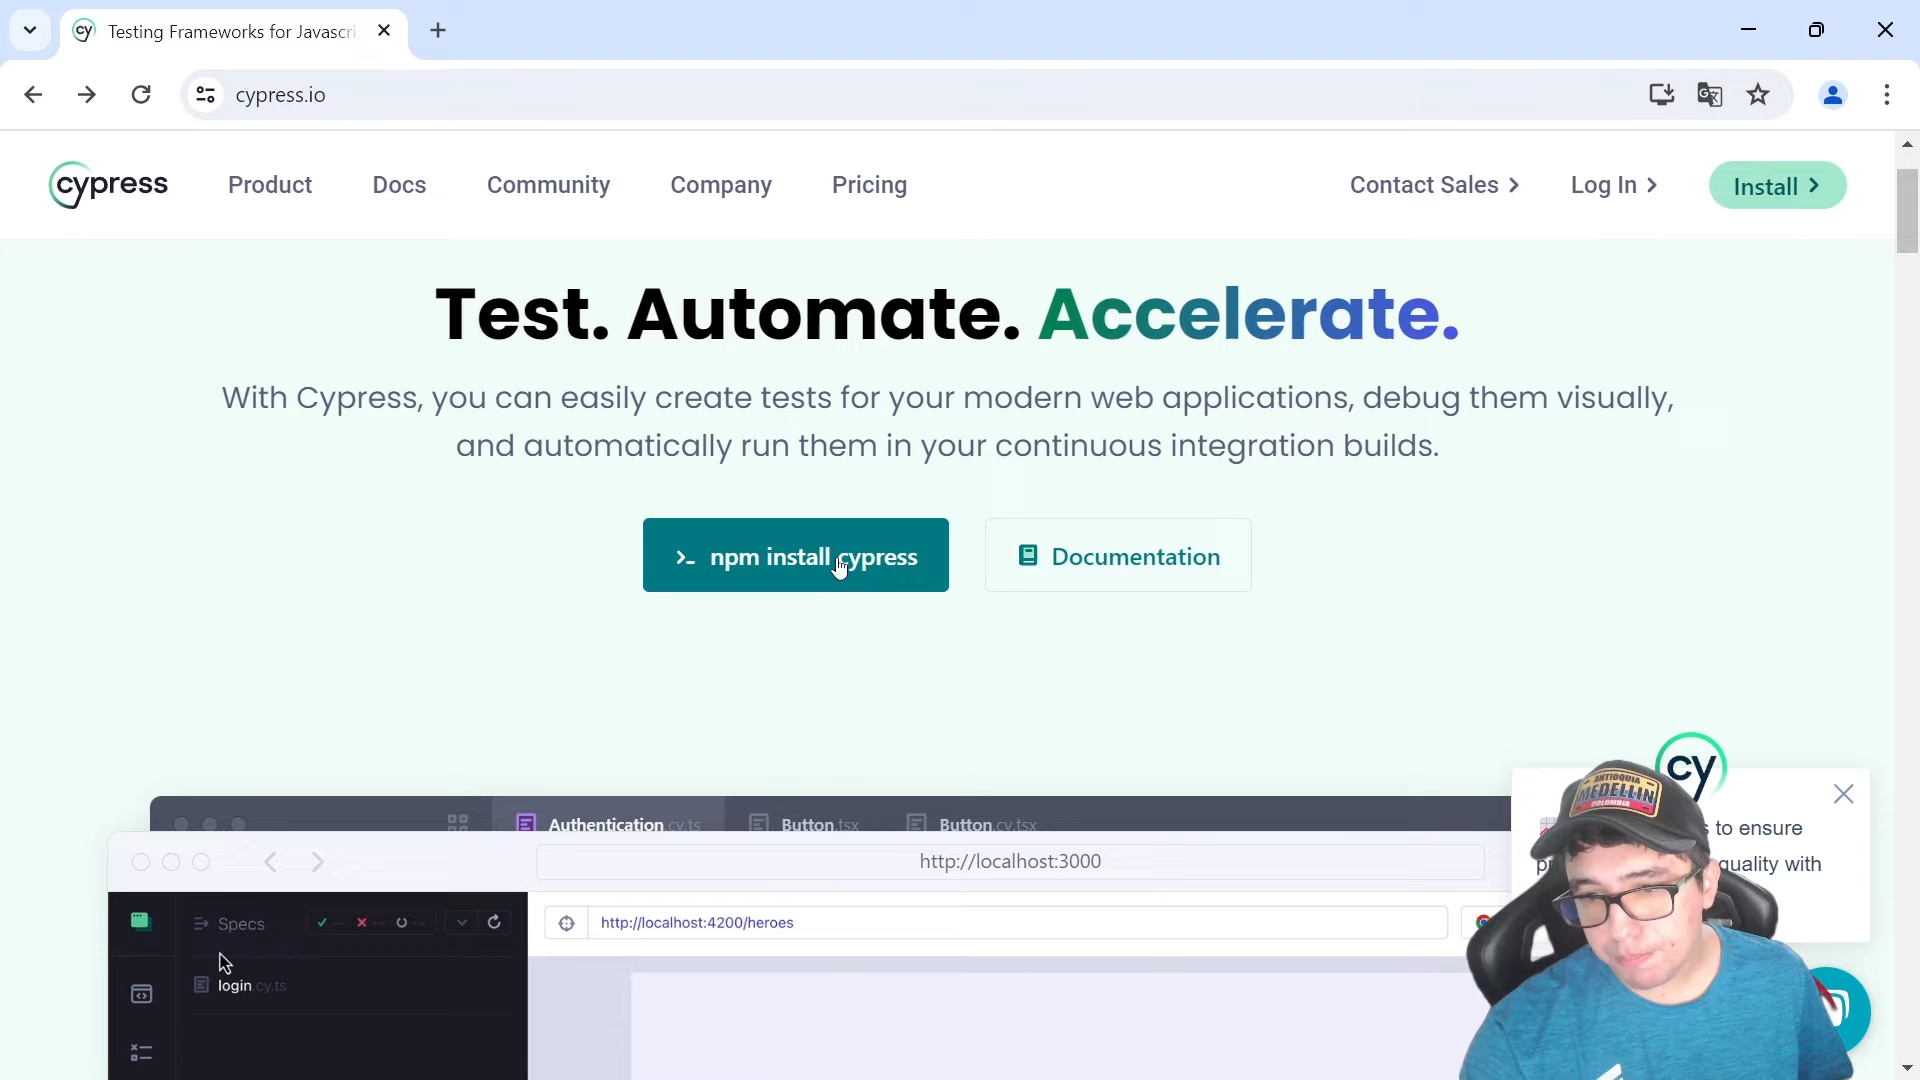 Testing Frameworks for Javascri
cypress.io
cypress
Product
Docs
Community
Company
Pricing
Contact Sales
Log In
Install
Test. Automate. Accelerate.
With Cypress, you can easily create tests for your modern web applications, debug them visually,
and automatically run them in your continuous integration builds.
npm install cypress
Documentation
cy
to ensure
quality with
ANTIOQUIA
MEDELLIN
COLOMBIA
Authentication.cy.ts
Button.tsx
Button.cy.tsx
http://localhost:3000
Specs
http://localhost:4200/heroes
login.cy.ts